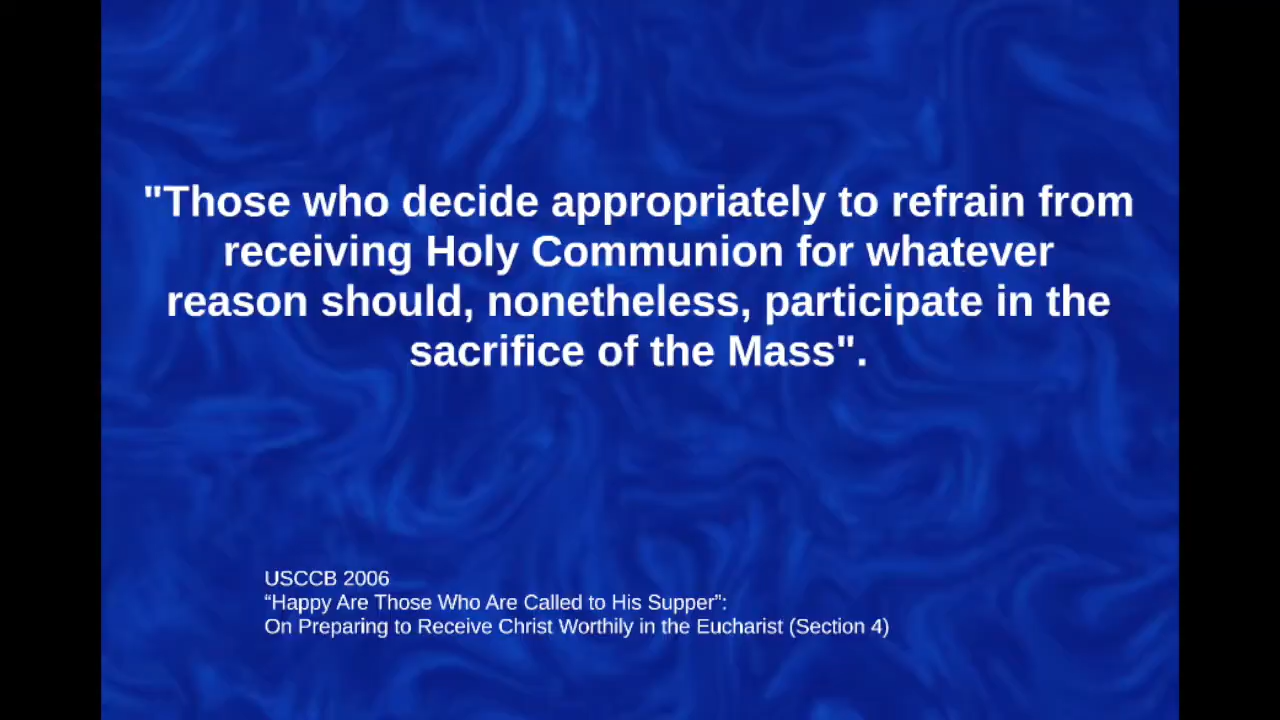 "Those who decide appropriately to refrain from
receiving Holy Communion for whatever
reason should, nonetheless, participate in the
sacrifice of the Mass".
USCCB 2006
“Happy Are Those Who Are Called to His Supper”:
On Preparing to Receive Christ Worthily in the Eucharist (Section 4)